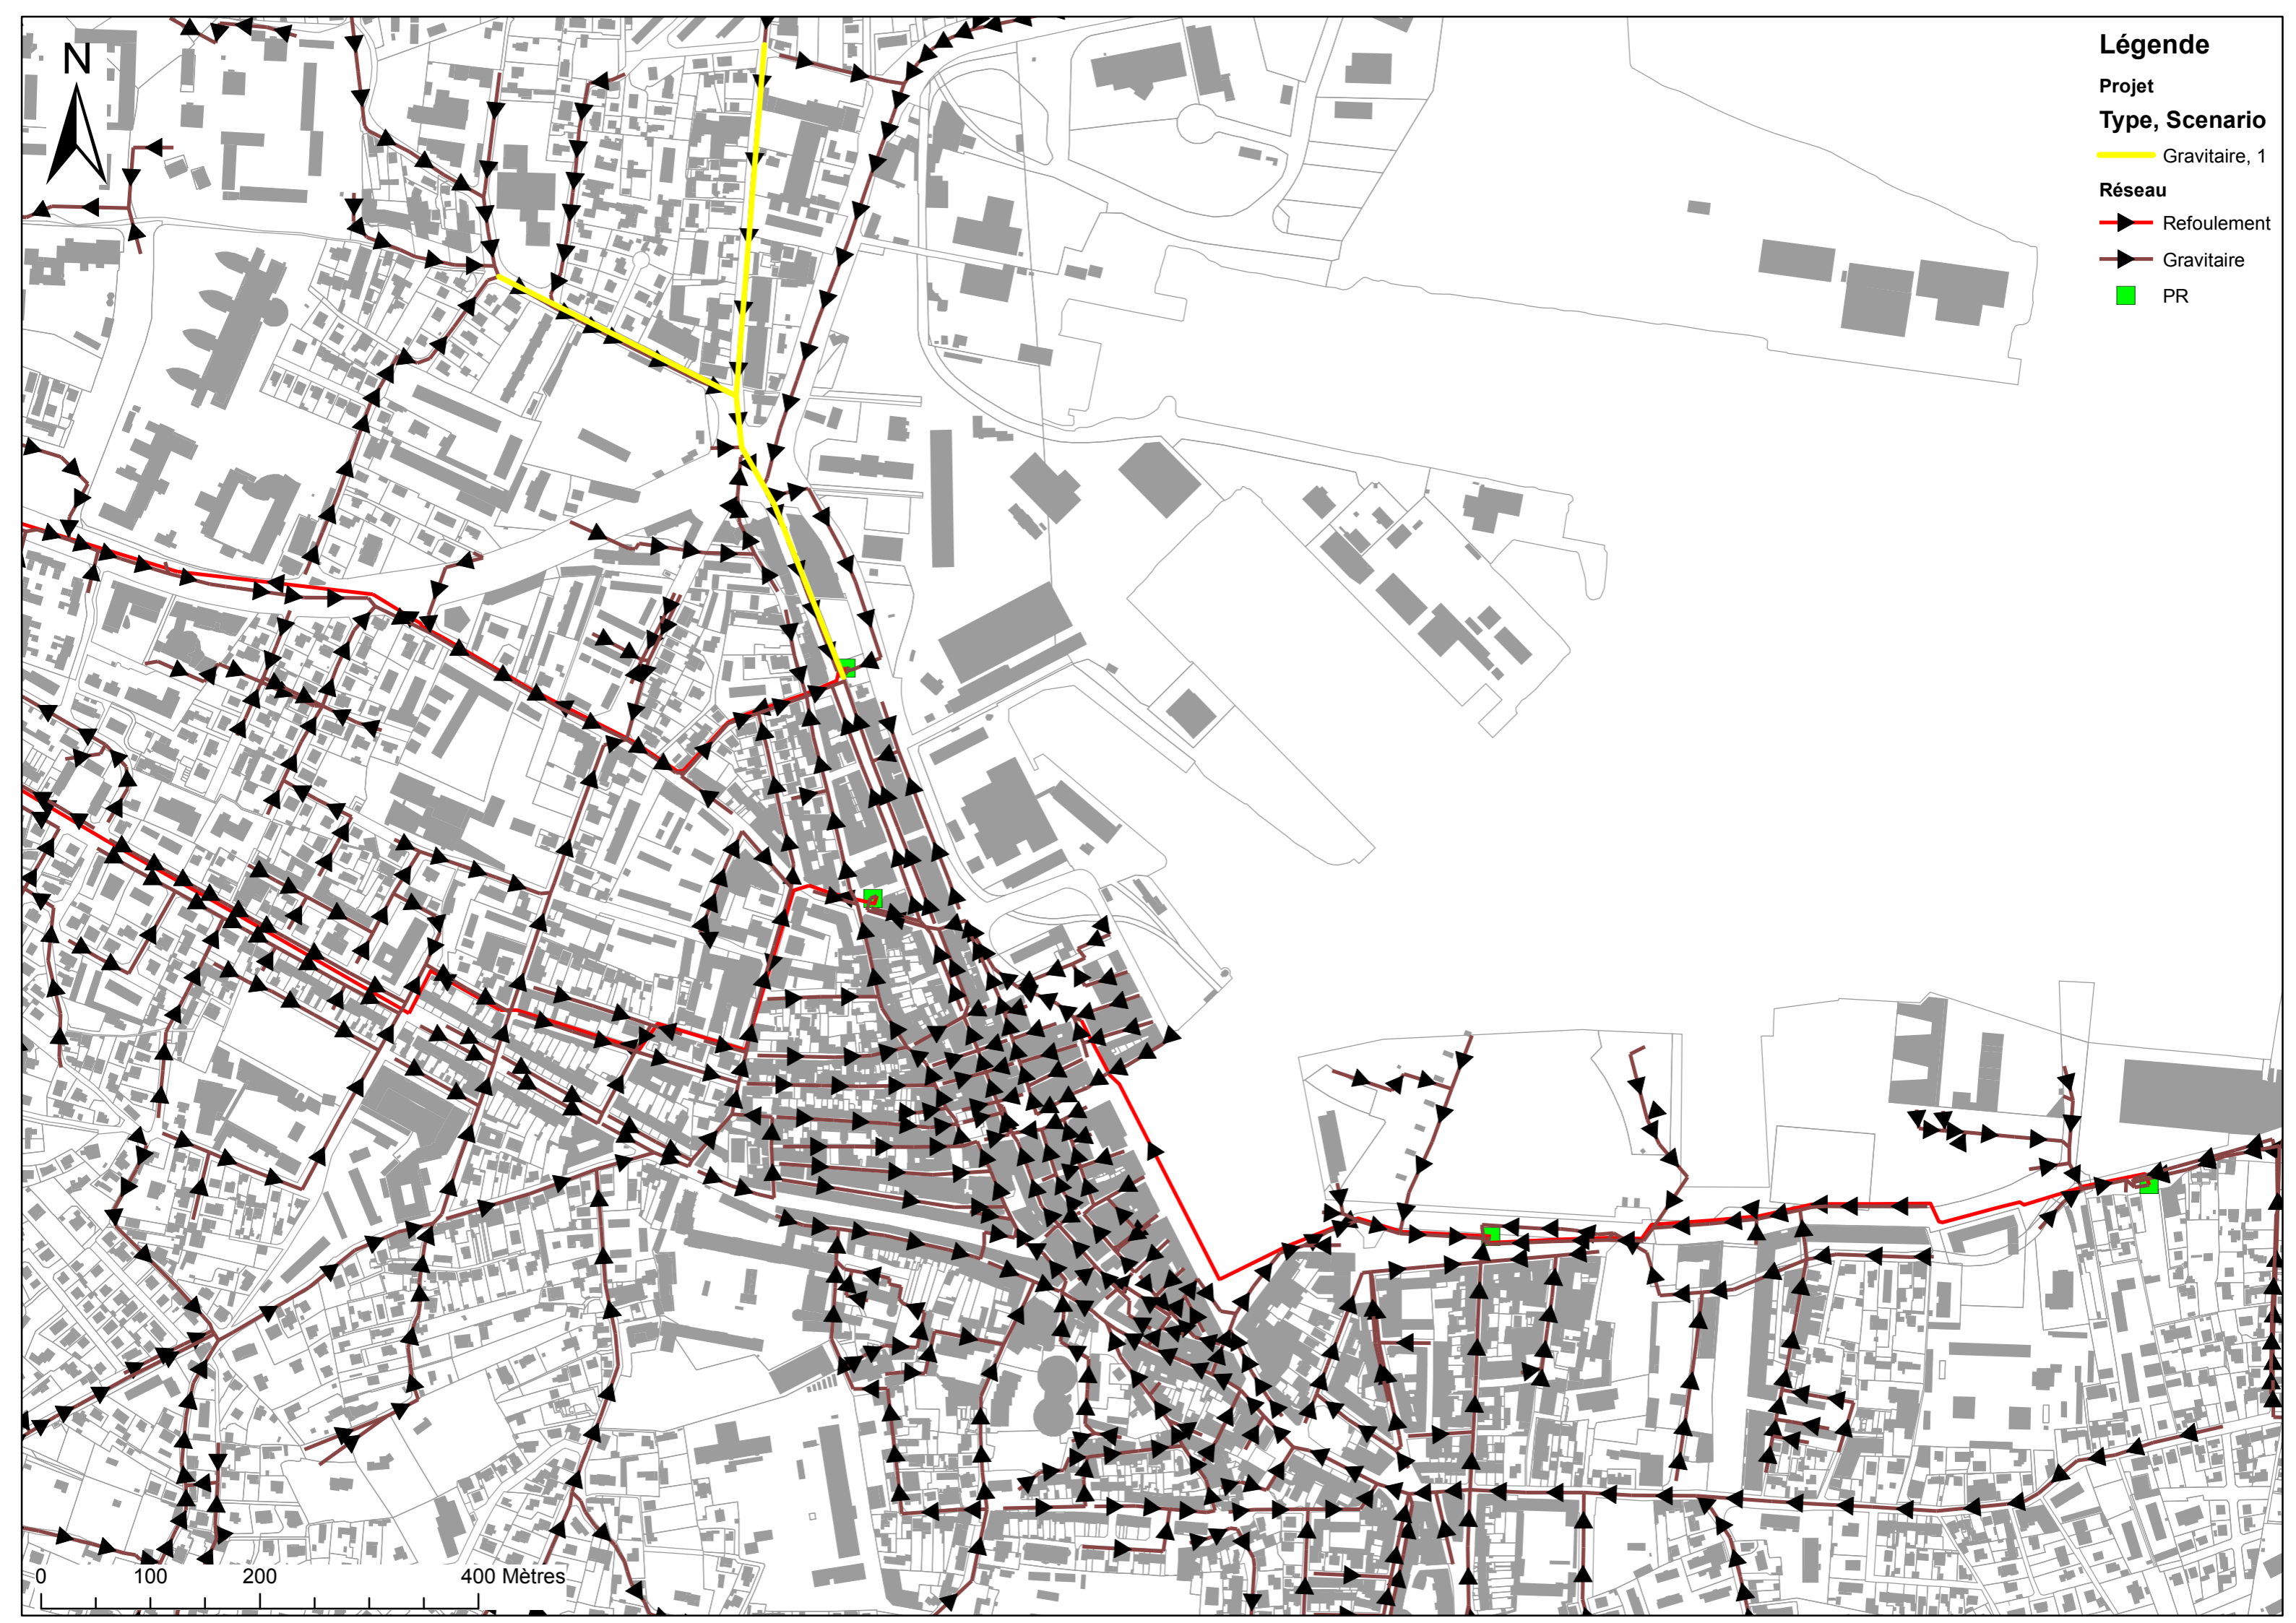 N
Légende
Projet
Type, Scenario
Gravitaire, 1
Réseau
Refoulement
Gravitaire
PR
0 100 200 400 Mètres